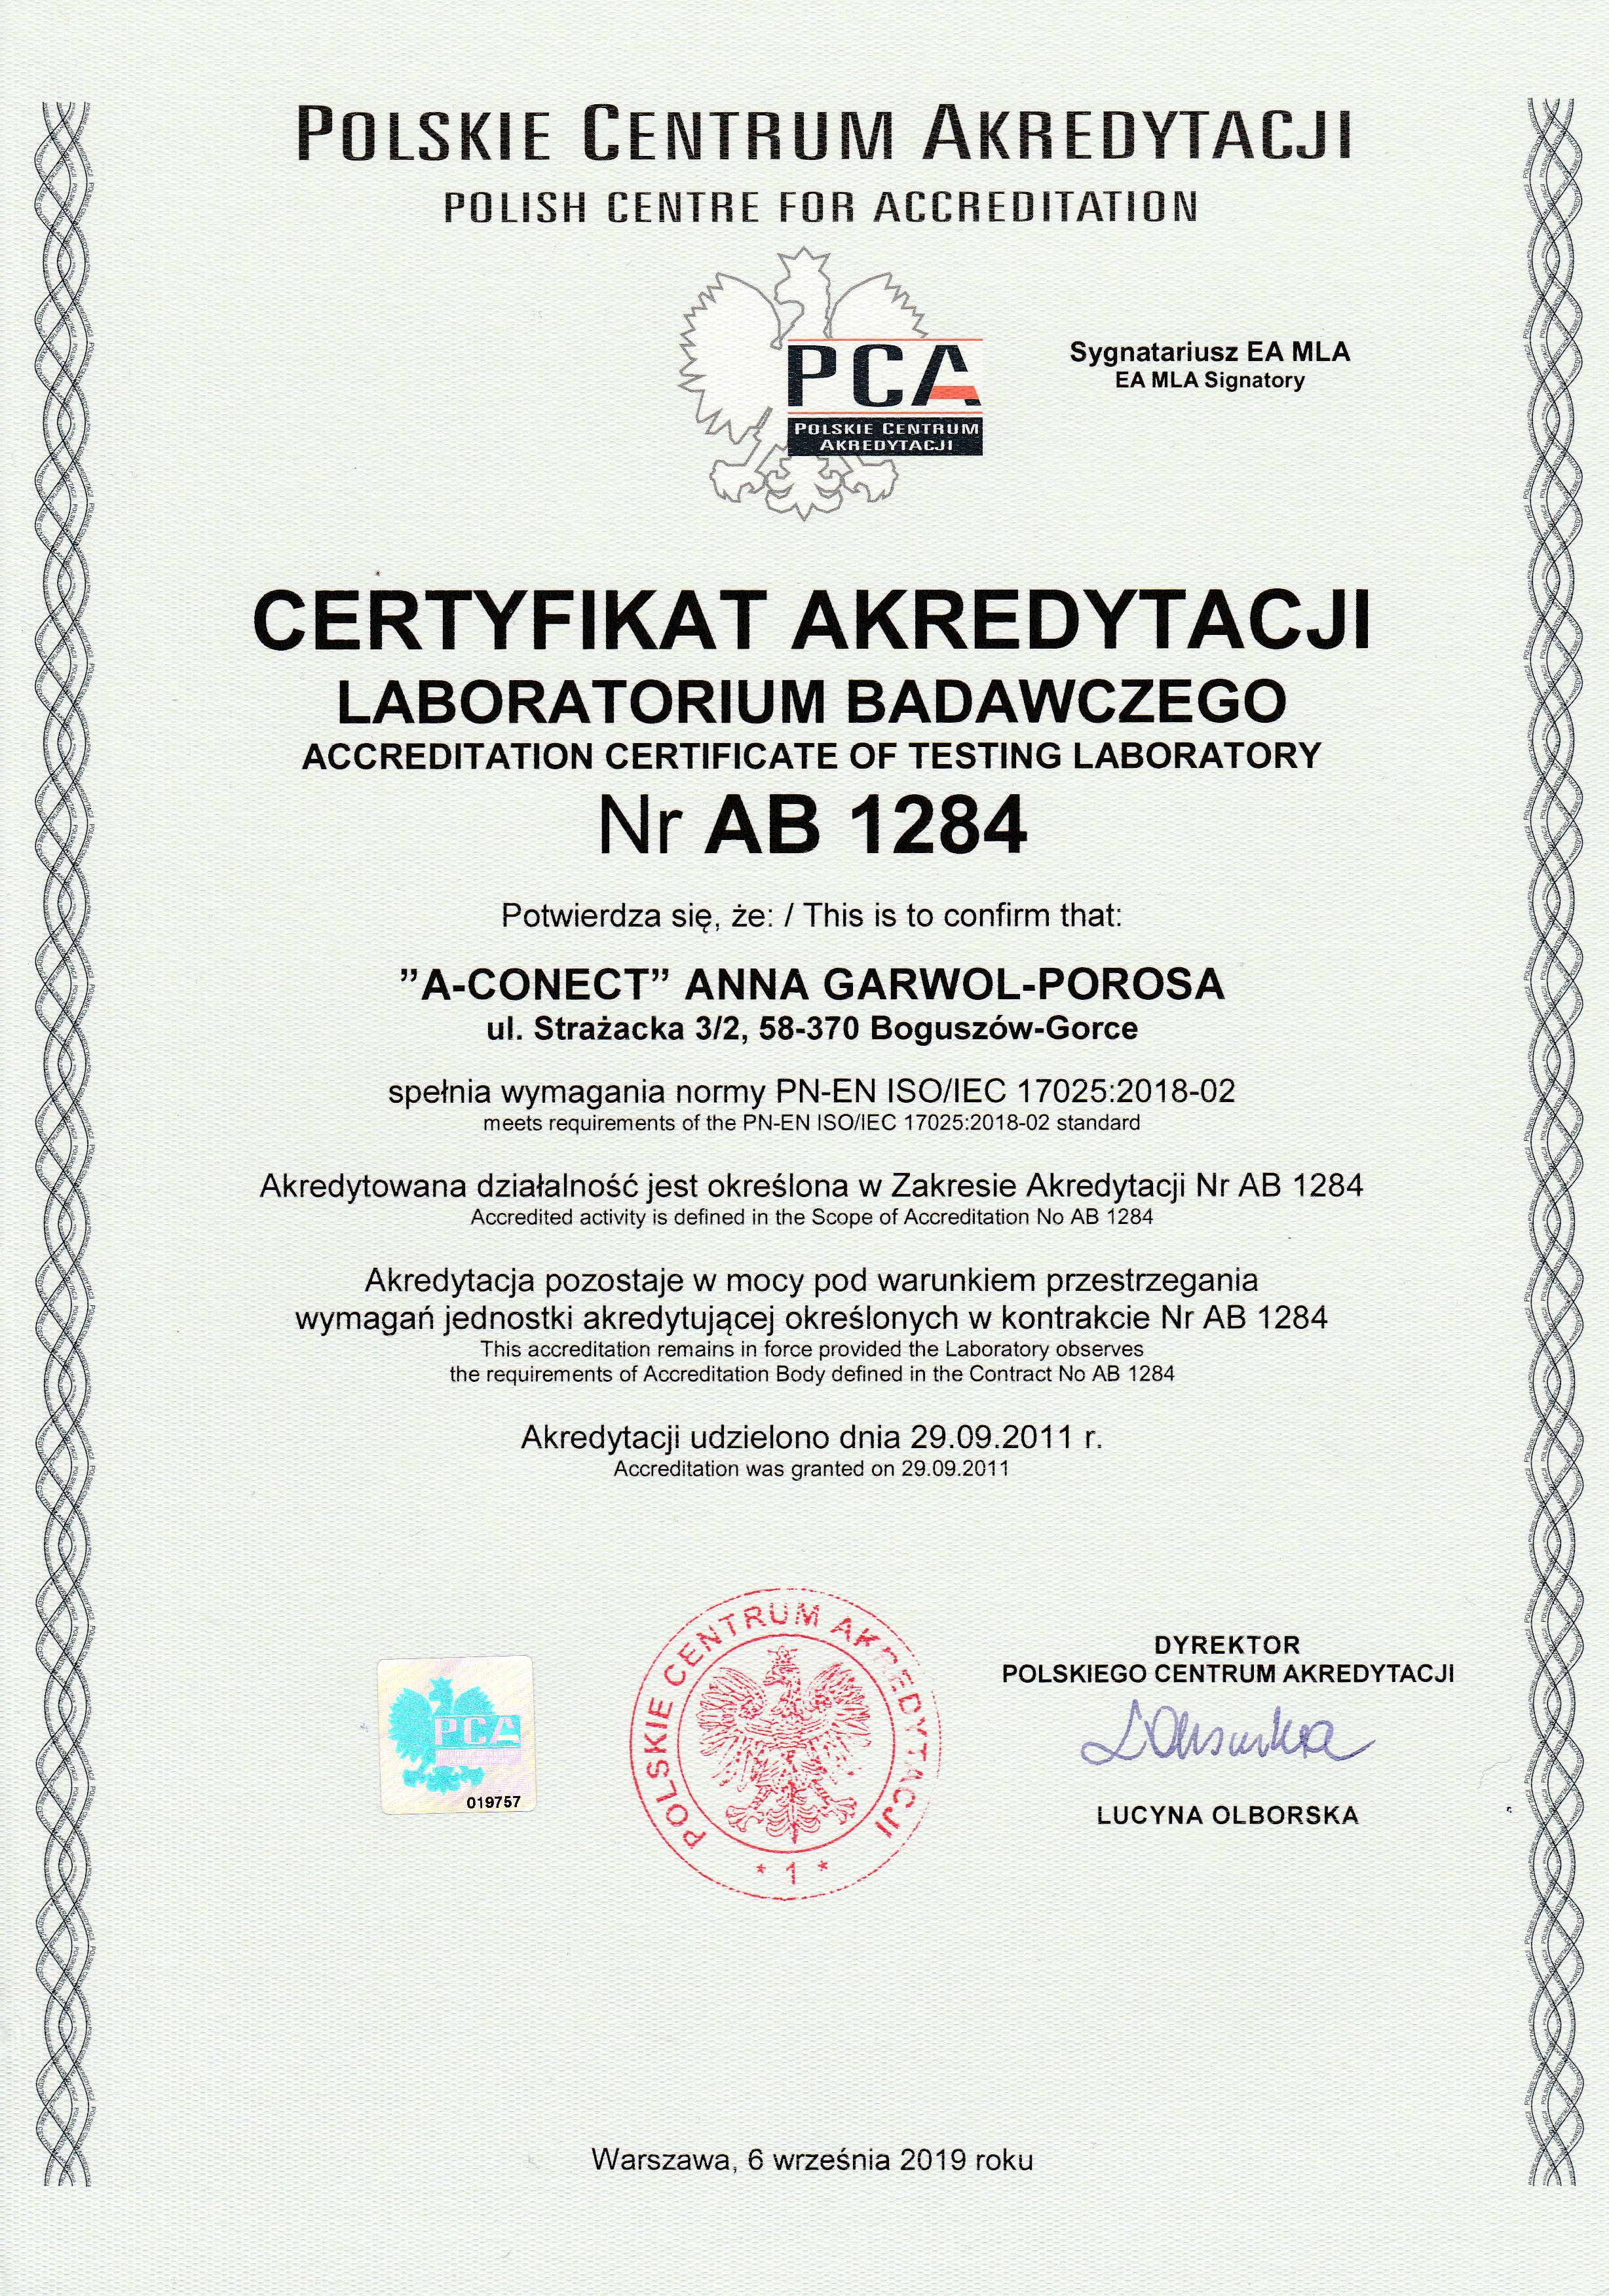 POLSKIE CENTRUM AKREDYTACJI
POLISH CENTRE FOR ACCREDITATION
PCA
POLSKIE CENTRUM
AKREDYTACJI
Sygnatariusz EA MLA
EA MLA Signatory
CERTYFIKAT AKREDYTACJI
LABORATORIUM BADAWCZEGO
ACCREDITATION CERTIFICATE OF TESTING LABORATORY
Nr AB 1284
Potwierdza się, że: / This is to confirm that:
”A-CONECT” ANNA GARWOL-POROSA
ul. Strażacka 3/2, 58-370 Boguszów-Gorce
spełnia wymagania normy PN-EN ISO/IEC 17025:2018-02
meets requirements of the PN-EN ISO/IEC 17025:2018-02 standard
Akredytowana działalność jest określona w Zakresie Akredytacji Nr AB 1284
Accredited activity is defined in the Scope of Accreditation No AB 1284
Akredytacja pozostaje w mocy pod warunkiem przestrzegania
wymagań jednostki akredytującej określonych w kontrakcie Nr AB 1284
This accreditation remains in force provided the Laboratory observes
the requirements of Accreditation Body defined in the Contract No AB 1284
Akredytacji udzielono dnia 29.09.2011 r.
Accreditation was granted on 29.09.2011
PCA
019757
POLSKIE CENTRUM AKREDYTACJI
* 1 *
DYREKTOR
POLSKIEGO CENTRUM AKREDYTACJI
LUCYNA OLBORSKA
Warszawa, 6 września 2019 roku